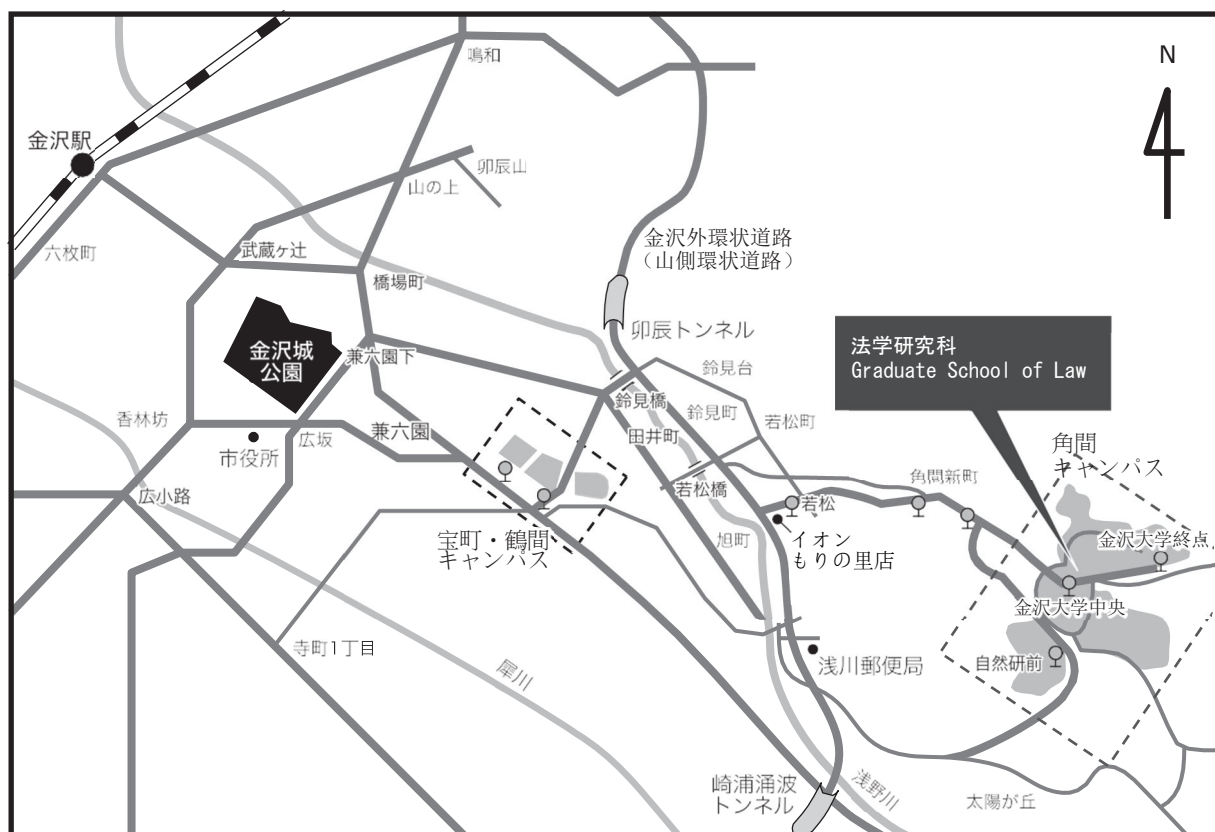 N
鳴和
金沢駅
卯辰山
山の上
六枚町
武蔵ヶ辻
橋場町
金沢外環状道路
（山側環状道路）
卯辰トンネル
法学研究科
Graduate School of Law
金沢城
公園
兼六園下
鈴見台
鈴見橋
鈴見町
若松町
香林坊
市役所
広坂
兼六園
田井町
角間
キャンパス
広小路
若松橋
角間新町
若松
宝町・鶴間
キャンパス
旭町
イオン
もりの里店
金沢大学終点
金沢大学中央
寺町1丁目
犀川
浅川郵便局
自然研前
崎浦涌波
トンネル
浅野川
太陽が丘